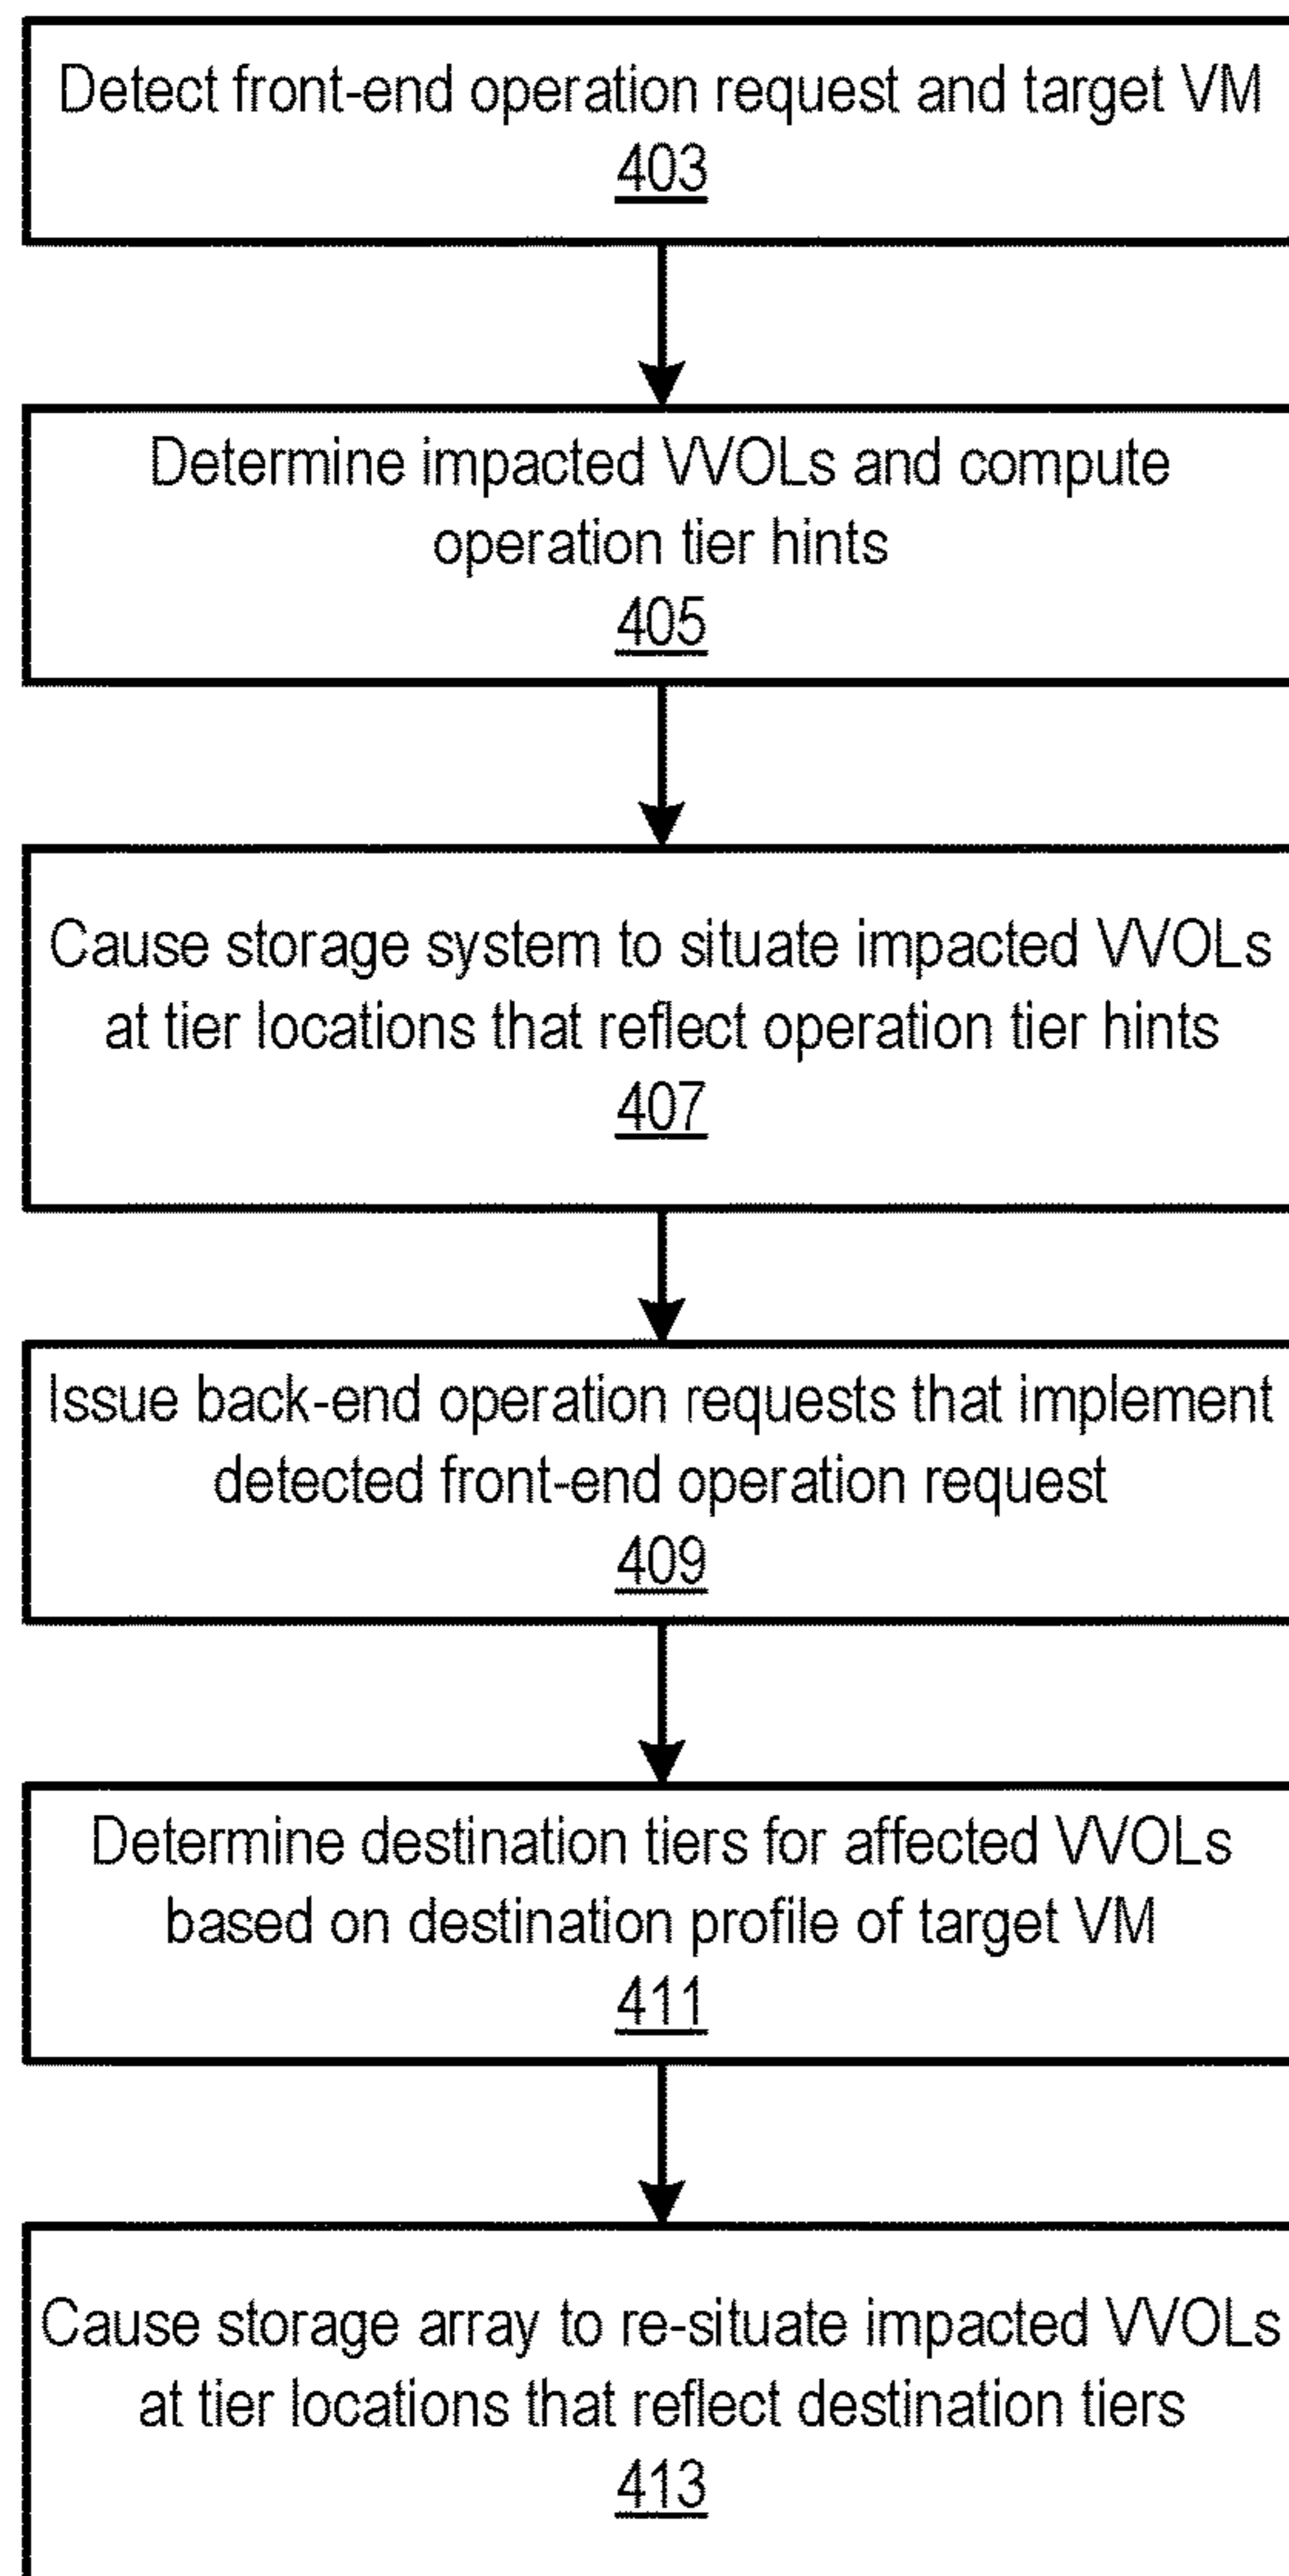 Detect front-end operation request and target VM
403
Determine impacted VVOLs and compute
operation tier hints
405
Cause storage system to situate impacted VVOLs
at tier locations that reflect operation tier hints
407
Issue back-end operation requests that implement
detected front-end operation request
409
Determine destination tiers for affected VVOLs
based on destination profile of target VM
411
Cause storage array to re-situate impacted VVOLs
at tier locations that reflect destination tiers
413